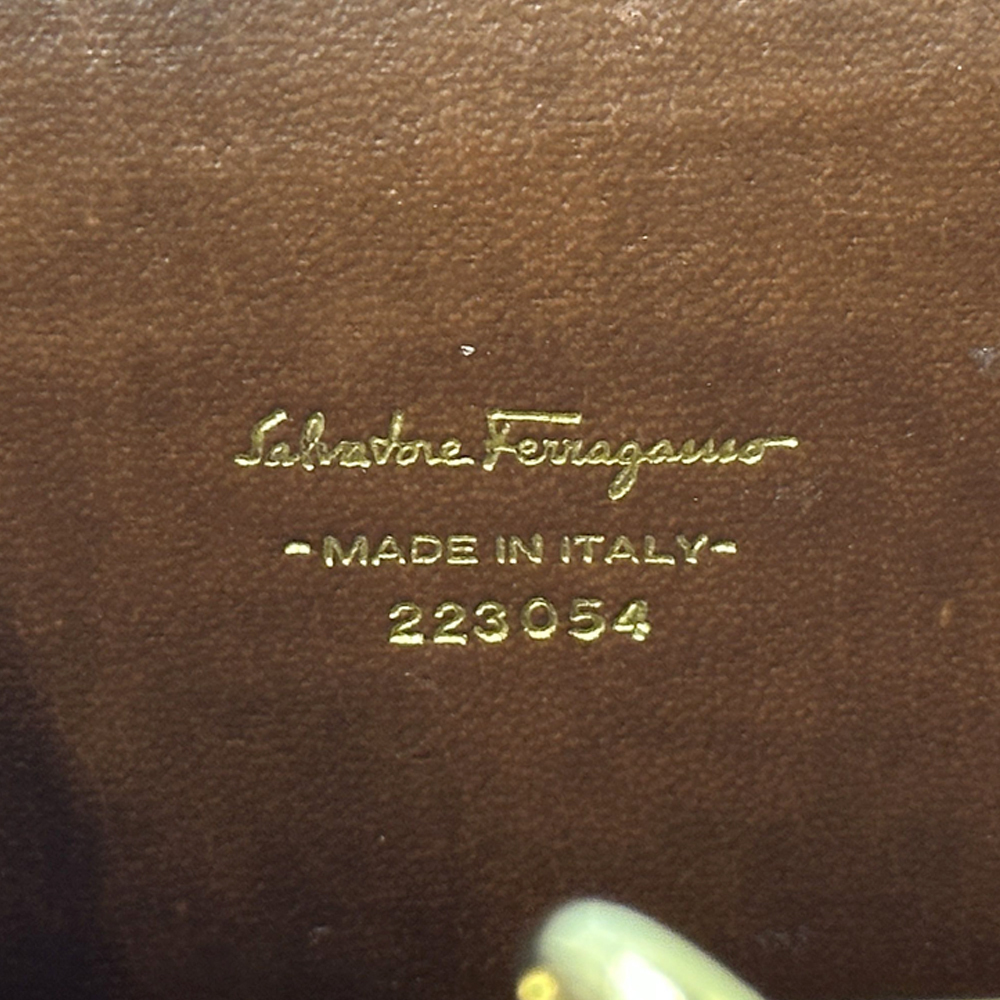 Salvatore Ferragamo
-MADE IN ITALY-
223054